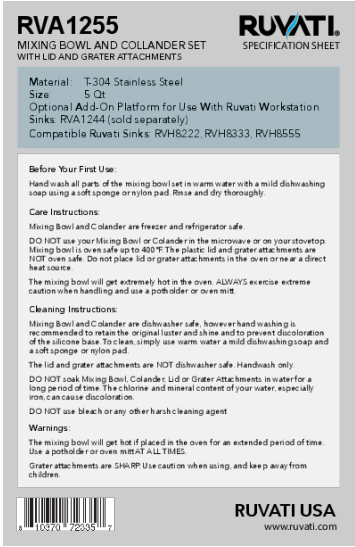 RVA1255
MIXING BOWL AND COLLANDER SET
WITH LID AND GRATER ATTACHMENTS
RUVATI®
SPECIFICATION SHEET
Material: T-304 Stainless Steel
Size: 5 Qt
Optional Add-On Platform for Use With Ruvati Workstation
Sinks: RVA1244 (sold separately)
Compatible Ruvati Sinks: RVH8222, RVH8333, RVH8555
Before Your First Use:
Hand wash all parts of the mixing bowl set in warm water with a mild dishwashing
soap using a soft sponge or nylon pad. Rinse and dry thoroughly.
Care Instructions:
Mixing Bowl and Colander are freezer and refrigerator safe.
DO NOT use your Mixing Bowl or Colander in the microwave or on your stovetop.
Mixing bowl is oven safe up to 400°F. The plastic lid and grater attachments are
NOT oven safe. Do not place lid or grater attachments in the oven or near a direct
heat source.
The mixing bowl will get extremely hot in the oven. ALWAYS exercise extreme
caution when handling and use a potholder or oven mitt.
Cleaning Instructions:
Mixing Bowl and Colander are dishwasher safe, however hand washing is
recommended to retain the original luster and shine and to prevent discoloration
of the silicone base. To clean, simply use warm water a mild dishwashing soap and
a soft sponge or nylon pad.
The lid and grater attachments are NOT dishwasher safe. Handwash only.
DO NOT soak Mixing Bowl, Colander, Lid or Grater Attachments in water for a
long period of time. The chlorine and mineral content of your water, especially
iron, can cause discoloration.
DO NOT use bleach or any other harsh cleaning agent
Warnings:
The mixing bowl will get hot if placed in the oven for an extended period of time.
Use a potholder or oven mitt AT ALL TIMES.
Grater attachments are SHARP. Use caution when using, and keep away from
children.
8 10370 72335 7
RUVATI USA
www.ruvati.com